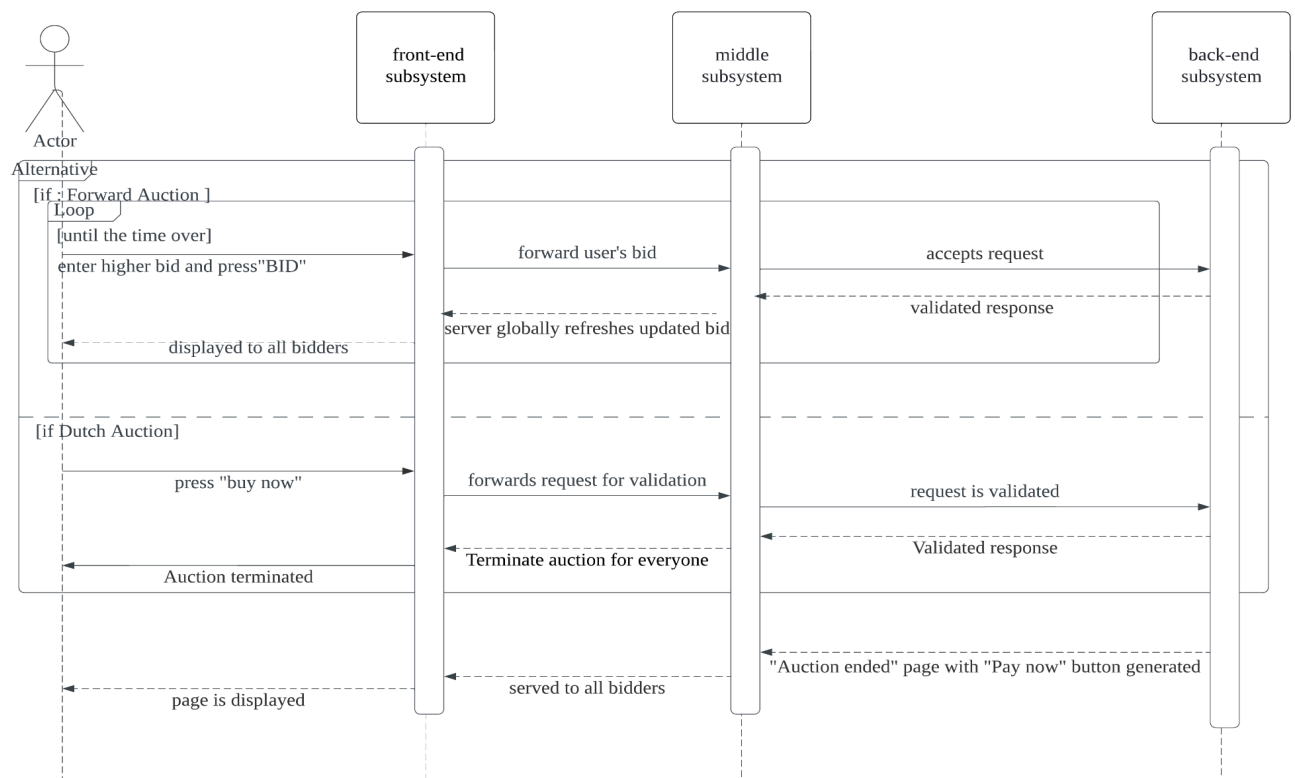 front-end
subsystem
middle
subsystem
back-end
subsystem
Actor
Alternative
[if : Forward Auction ]
Loop
[until the time over]
enter higher bid and press"BID"
forward user's bid
accepts request
validated response
server globally refreshes updated bid
displayed to all bidders
[if Dutch Auction]
press "buy now"
forwards request for validation
request is validated
Validated response
Terminate auction for everyone
Auction terminated
"Auction ended" page with "Pay now" button generated
served to all bidders
page is displayed